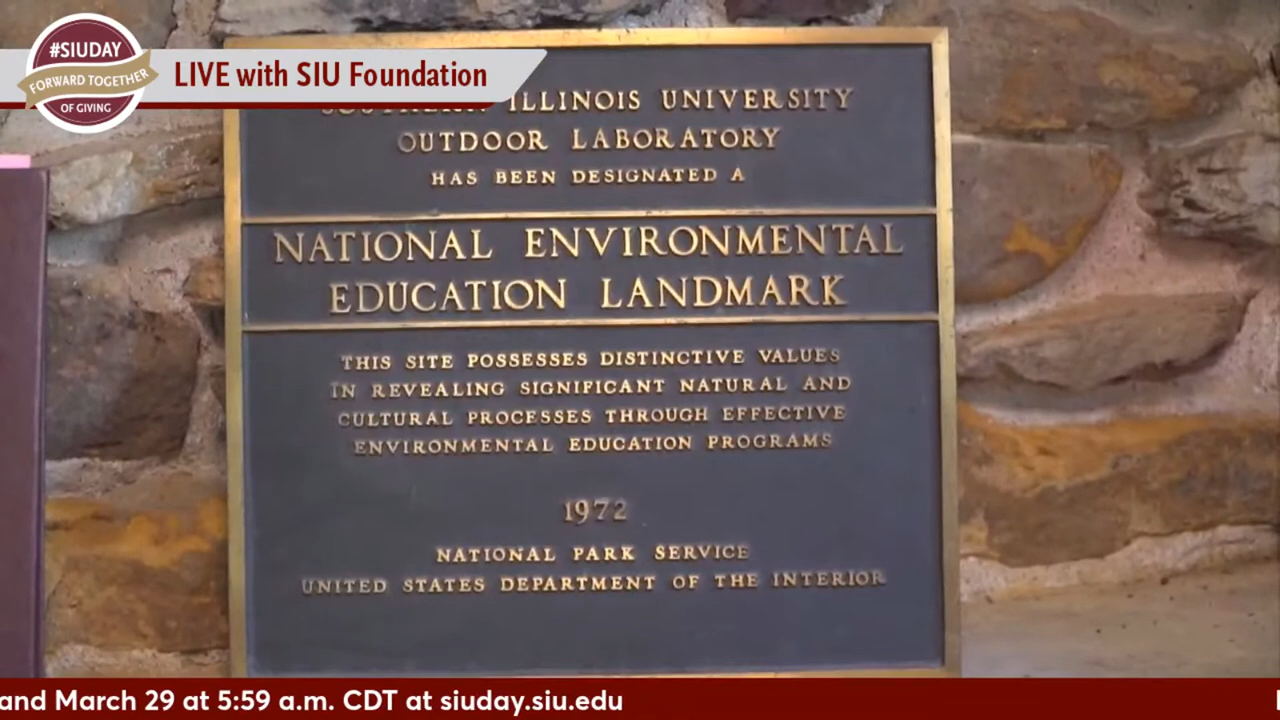 #SIUDAY
FORWARD TOGETHER
OF GIVING
LIVE with SIU Foundation
SOUTHERN ILLINOIS UNIVERSITY
OUTDOOR LABORATORY
HAS BEEN DESIGNATED A
NATIONAL ENVIRONMENTAL
EDUCATION LANDMARK
THIS SITE POSSESSES DISTINCTIVE VALUES
IN REVEALING SIGNIFICANT NATURAL AND
CULTURAL PROCESSES THROUGH EFFECTIVE
ENVIRONMENTAL EDUCATION PROGRAMS
1972
NATIONAL PARK SERVICE
UNITED STATES DEPARTMENT OF THE INTERIOR
and March 29 at 5:59 a.m. CDT at siuday.siu.edu